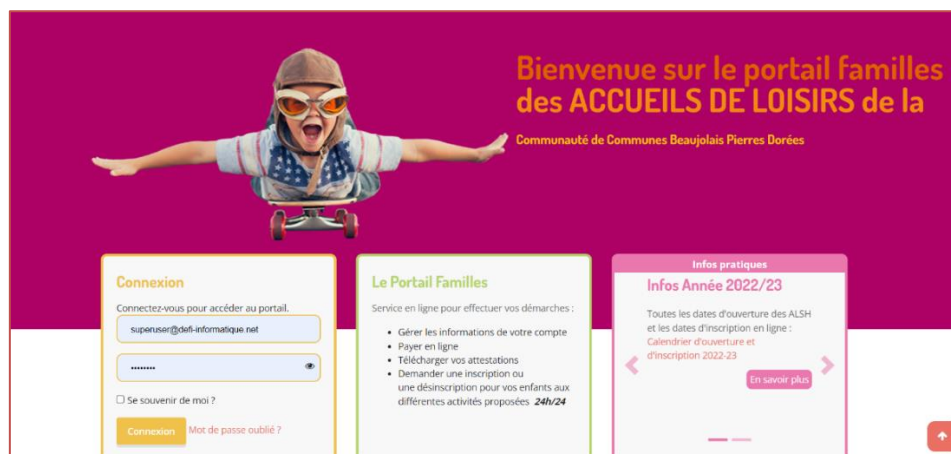 Bienvenue sur le portail familles
des ACCUEILS DE LOISIRS de la
Communauté de Communes Beaujolais Pierres Dorées
Connexion
Connectez-vous pour accéder au portail.
superuser@defi-informatique.net
••••••••
Se souvenir de moi ?
Connexion
Mot de passe oublié ?
Le Portail Familles
Service en ligne pour effectuer vos démarches :
• Gérer les informations de votre compte
• Payer en ligne
• Télécharger vos attestations
• Demander une inscription ou
une désinscription pour vos enfants aux
différentes activités proposées 24h/24
Infos pratiques
Infos Année 2022/23
Toutes les dates d'ouverture des ALSH
et les dates d'inscription en ligne :
Calendrier d'ouverture et
d'inscription 2022-23
En savoir plus